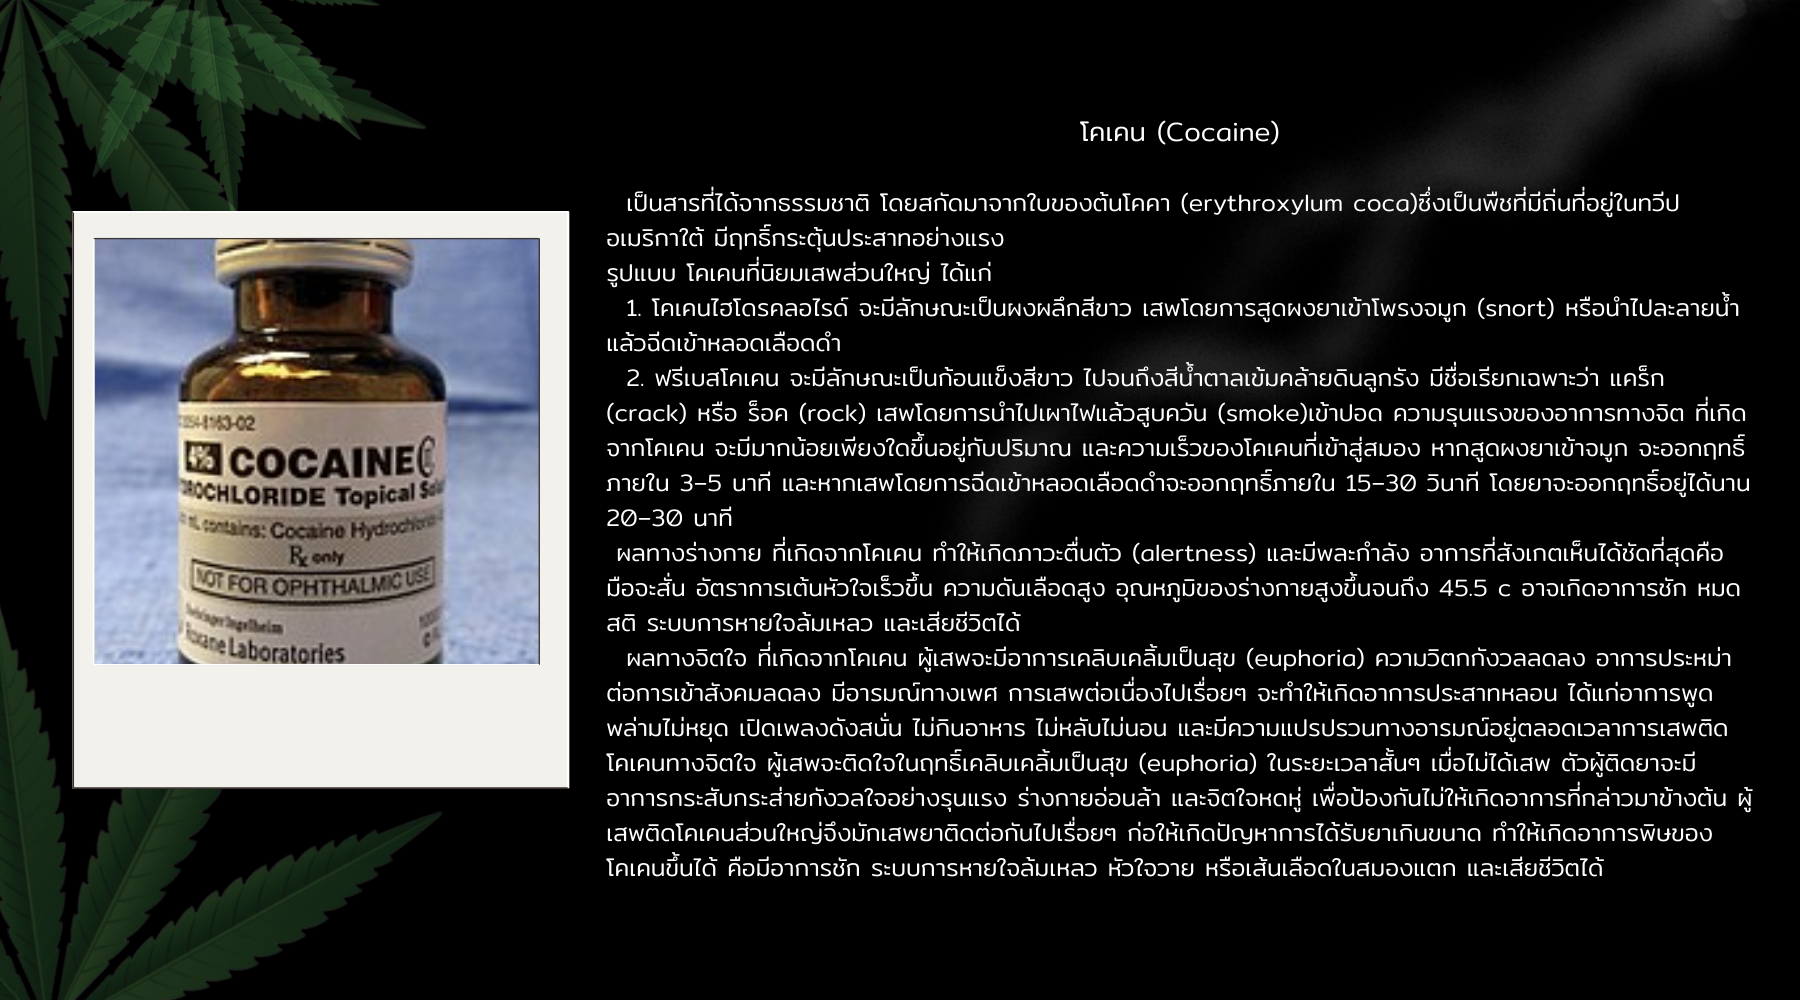 โคเคน (Cocaine)
เป็นสารที่ได้จากธรรมชาติ โดยสกัดมาจากใบของต้นโคคา (erythroxylum coca)ซึ่งเป็นพืชที่มีถิ่นที่อยู่ในทวีป
อเมริกาใต้ มีฤทธิ์กระตุ้นประสาทอย่างแรง
รูปแบบ โคเคนที่นิยมเสพส่วนใหญ่ ได้แก่
1. โคเคนไฮโดรคลอไรด์ จะมีลักษณะเป็นผงผลึกสีขาว เสพโดยการสูดผงยาเข้าโพรงจมูก (snort) หรือนำไปละลายน้ำ
แล้วฉีดเข้าหลอดเลือดดำ
2. ฟรีเบสโคเคน จะมีลักษณะเป็นก้อนแข็งสีขาว ไปจนถึงสีน้ำตาลเข้มคล้ายดินลูกรัง มีชื่อเรียกเฉพาะว่า แคร็ก
(crack) หรือ ร็อค (rock) เสพโดยการนำไปเผาไฟแล้วสูบควัน (smoke)เข้าปอด ความรุนแรงของอาการทางจิต ที่เกิด
จากโคเคน จะมีมากน้อยเพียงใดขึ้นอยู่กับปริมาณ และความเร็วของโคเคนที่เข้าสู่สมอง หากสูดผงยาเข้าจมูก จะออกฤทธิ์
ภายใน 3–5 นาที และหากเสพโดยการฉีดเข้าหลอดเลือดดำจะออกฤทธิ์ภายใน 15–30 วินาที โดยยาจะออกฤทธิ์อยู่ได้นาน
20–30 นาที
ผลทางร่างกาย ที่เกิดจากโคเคน ทำให้เกิดภาวะตื่นตัว (alertness) และมีพละกำลัง อาการที่สังเกตเห็นได้ชัดที่สุดคือ
มือจะสั่น อัตราการเต้นหัวใจเร็วขึ้น ความดันเลือดสูง อุณหภูมิของร่างกายสูงขึ้นจนถึง 45.5 c อาจเกิดอาการชัก หมด
สติ ระบบการหายใจล้มเหลว และเสียชีวิตได้
ผลทางจิตใจ ที่เกิดจากโคเคน ผู้เสพจะมีอาการเคลิบเคลิ้มเป็นสุข (euphoria) ความวิตกกังวลลดลง อาการประหม่า
ต่อการเข้าสังคมลดลง มีอารมณ์ทางเพศ การเสพต่อเนื่องไปเรื่อยๆ จะทำให้เกิดอาการประสาทหลอน ได้แก่อาการพูด
พล่ามไม่หยุด เปิดเพลงดังสนั่น ไม่กินอาหาร ไม่หลับไม่นอน และมีความแปรปรวนทางอารมณ์อยู่ตลอดเวลาการเสพติด
โคเคนทางจิตใจ ผู้เสพจะติดใจในฤทธิ์เคลิบเคลิ้มเป็นสุข (euphoria) ในระยะเวลาสั้นๆ เมื่อไม่ได้เสพ ตัวผู้ติดยาจะมี
อาการกระสับกระส่ายกังวลใจอย่างรุนแรง ร่างกายอ่อนล้า และจิตใจหดหู่ เพื่อป้องกันไม่ให้เกิดอาการที่กล่าวมาข้างต้น ผู้
เสพติดโคเคนส่วนใหญ่จึงมักเสพยาติดต่อกันไปเรื่อยๆ ก่อให้เกิดปัญหาการได้รับยาเกินขนาด ทำให้เกิดอาการพิษของ
โคเคนขึ้นได้ คือมีอาการชัก ระบบการหายใจล้มเหลว หัวใจวาย หรือเส้นเลือดในสมองแตก และเสียชีวิตได้
4% COCAINE
Topical
mL contains: Cocaine Hydrochloride
Rx only
NOT FOR OPHTHALMIC USE
Laboratories